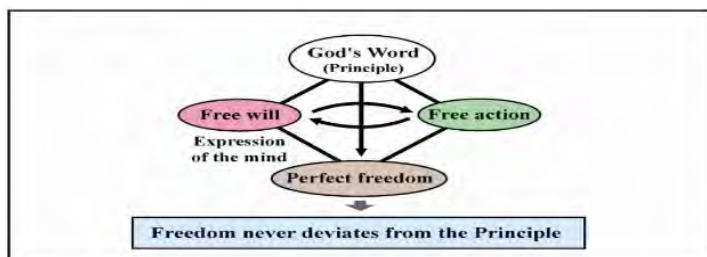 God's Word
(Principle)
Free will
Free action
Expression
of the mind
Perfect freedom
Freedom never deviates from the Principle